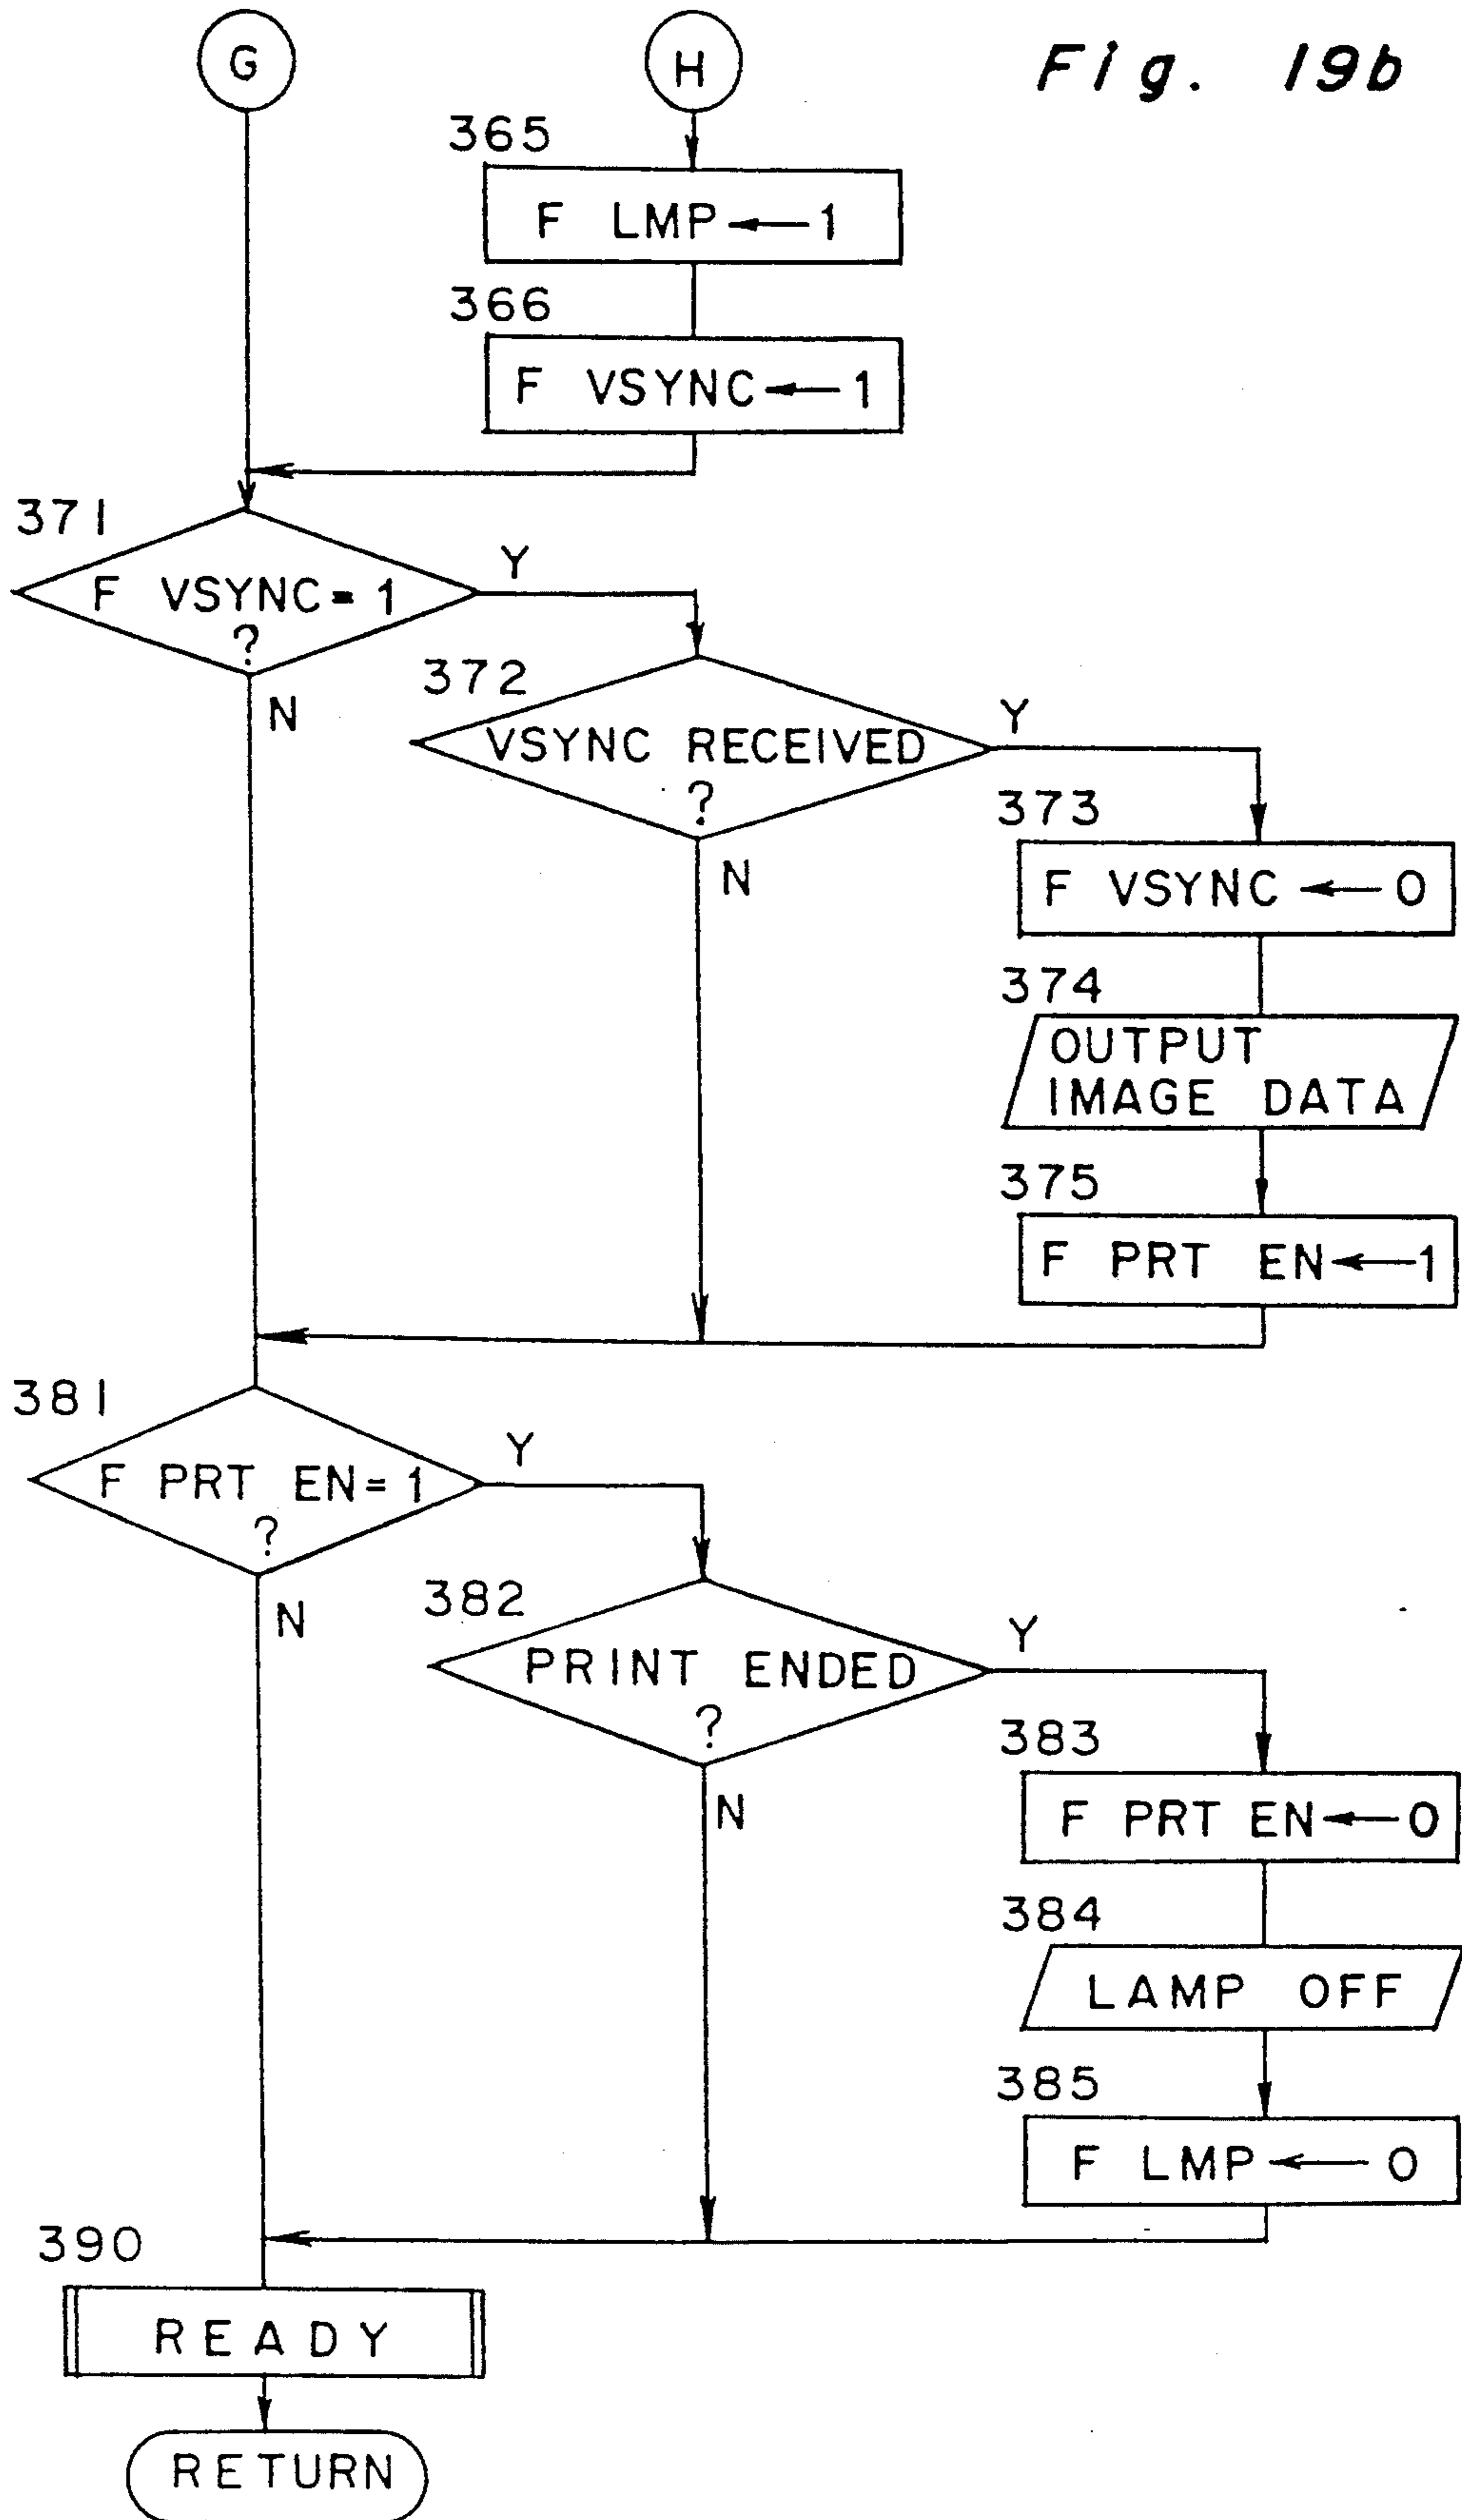 G
H
Fig. 19b
365
F LMP ← 1
366
F VSYNC ← 1
371
F VSYNC = 1
?
Y
N
372
VSYNC RECEIVED
?
Y
N
373
F VSYNC ← 0
374
OUTPUT
IMAGE DATA
375
F PRT EN ← 1
381
F PRT EN = 1
?
Y
N
382
PRINT ENDED
?
Y
N
383
F PRT EN ← 0
384
LAMP OFF
385
F LMP ← 0
390
READY
RETURN